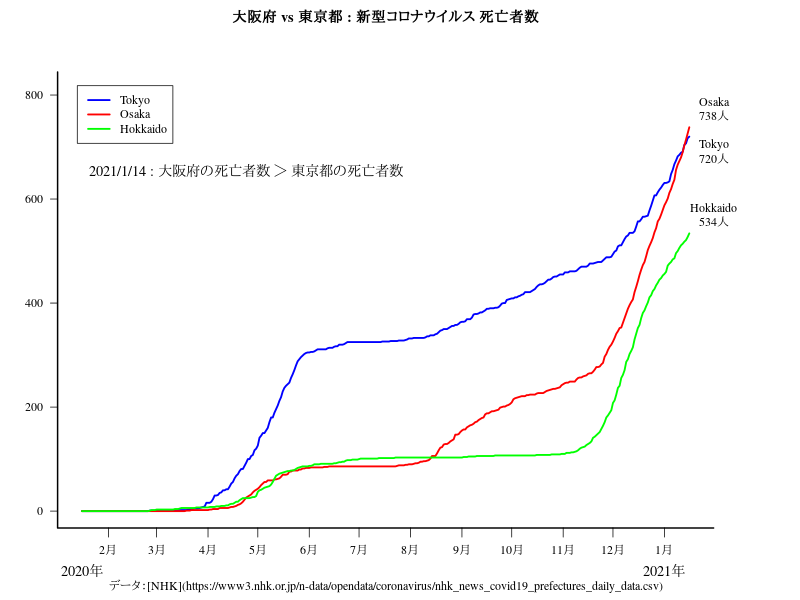 大阪府 vs 東京都 : 新型コロナウイルス 死亡者数
800
600
400
200
0
Tokyo
Osaka
Hokkaido
2021/1/14 : 大阪府の死亡者数 ＞ 東京都の死亡者数
Osaka
738人
Tokyo
720人
Hokkaido
534人
2月 3月 4月 5月 6月 7月 8月 9月 10月 11月 12月 1月
2020年 2021年
データ：[NHK](https://www3.nhk.or.jp/n-data/opendata/coronavirus/nhk_news_covid19_prefectures_daily_data.csv)